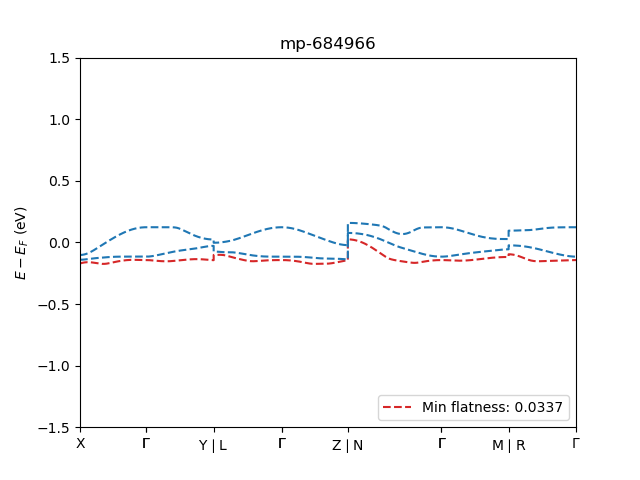 mp-684966
E − E_F (eV)
1.5
1.0
0.5
0.0
−0.5
−1.0
−1.5
Min flatness: 0.0337
X Γ Y | L Γ Z | N Γ M | R Γ